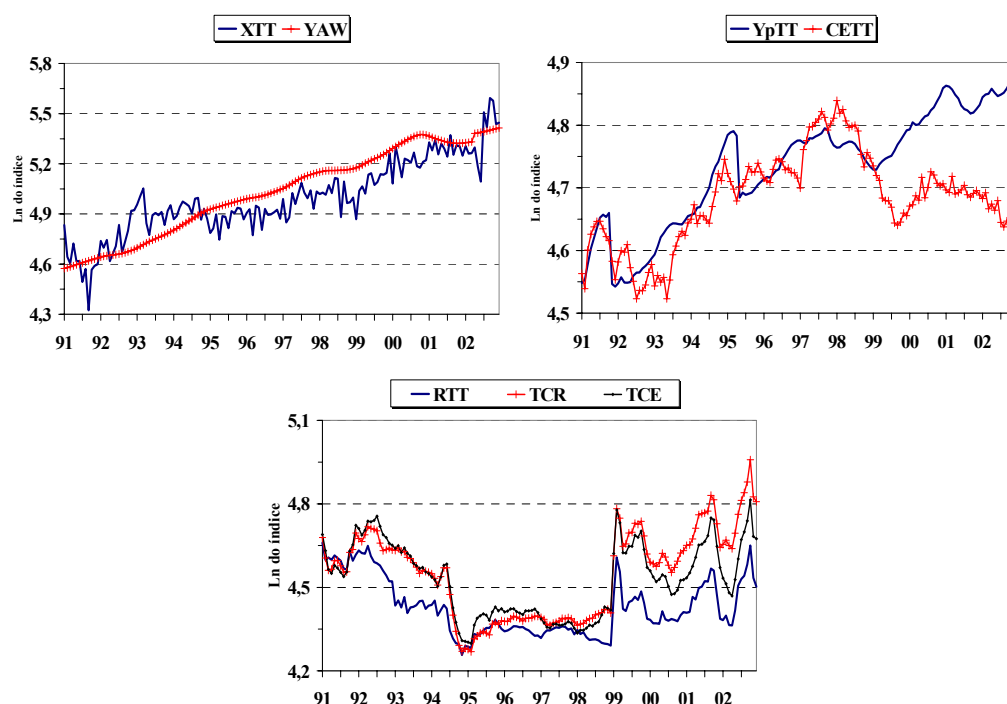 XTT YAW
Ln do índice
5,8
5,5
5,2
4,9
4,6
4,3
91 92 93 94 95 96 97 98 99 00 01 02
YpTT CETT
Ln do índice
4,9
4,8
4,7
4,6
4,5
91 92 93 94 95 96 97 98 99 00 01 02
RTT TCR TCE
Ln do índice
5,1
4,8
4,5
4,2
91 92 93 94 95 96 97 98 99 00 01 02